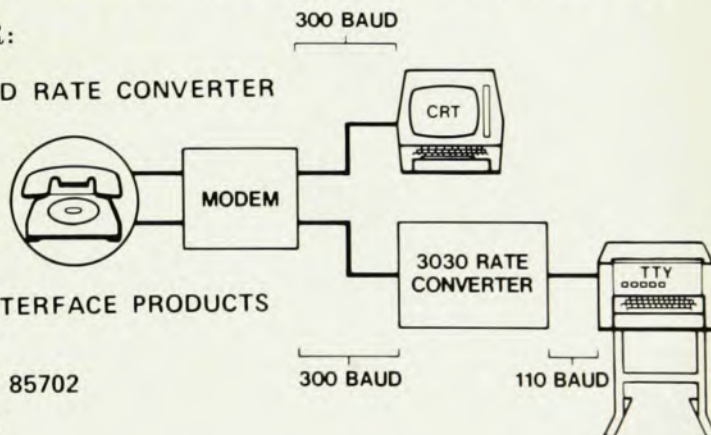 300 BAUD
D RATE CONVERTER
CRT
MODEM
3030 RATE
CONVERTER
TTY
TERFACE PRODUCTS
300 BAUD
110 BAUD
85702